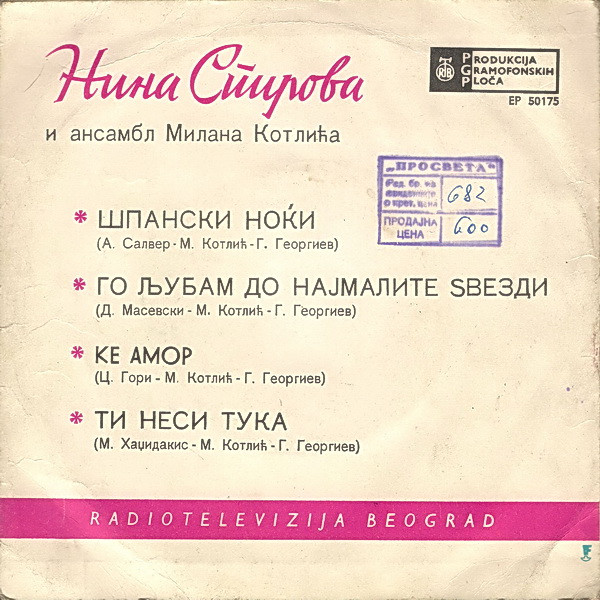 Нина Спирова
и ансамбл Милана Котлића
RTB
PRODUKCIJA
GRAMOFONSKIH
PLOČA
EP 50175
„ПРОСВЕТА"
682
ПРОДАЈНА
ЦЕНА
600
* ШПАНСКИ НОЌИ
(А. Салвер - М. Котлић - Г. Георгиев)
* ГО ЉУБАМ ДО НАЈМАЛИТЕ ЅВЕЗДИ
(Д. Масевски - М. Котлић - Г. Георгиев)
* КЕ АМОР
(Ц. Гори - М. Котлић - Г. Георгиев)
* ТИ НЕСИ ТУКА
(М. Хаџидакис - М. Котлић - Г. Георгиев)
RADIOTELEVIZIJA BEOGRAD